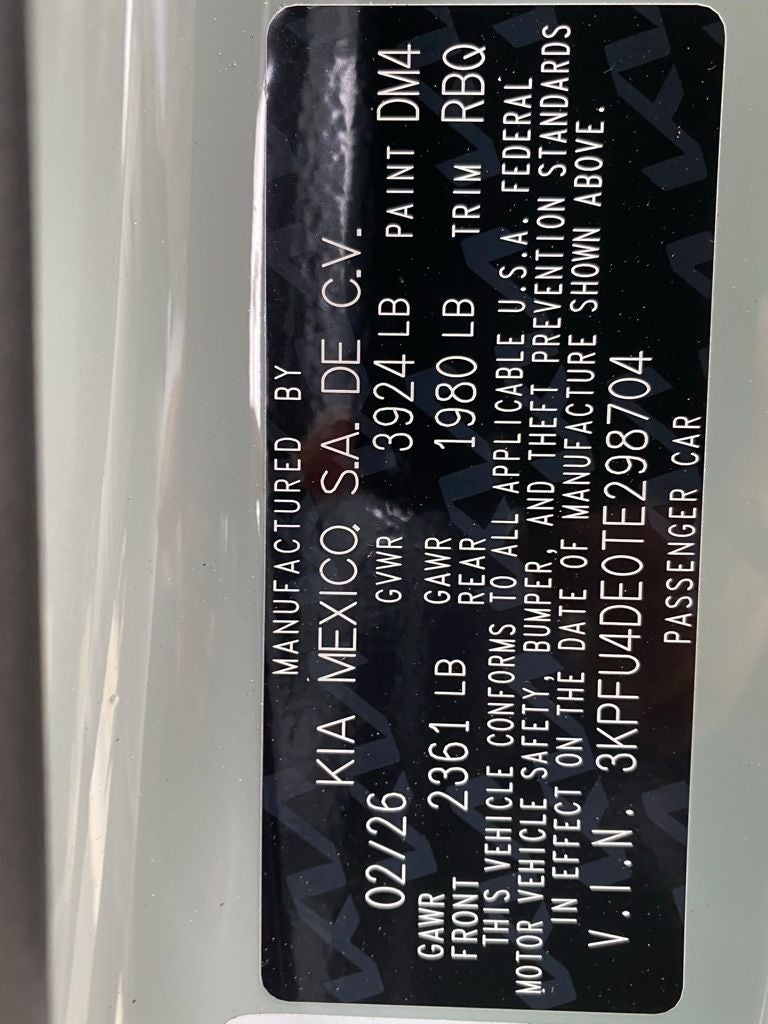 MANUFACTURED BY
KIA MEXICO, S.A. DE C.V.
02/26 GVWR 3924 LB PAINT DM4
GAWR FRONT 2361 LB GAWR REAR 1980 LB TRIM RBQ
THIS VEHICLE CONFORMS TO ALL APPLICABLE U.S.A. FEDERAL
MOTOR VEHICLE SAFETY, BUMPER, AND THEFT PREVENTION STANDARDS
IN EFFECT ON THE DATE OF MANUFACTURE SHOWN ABOVE.
V.I.N. 3KPFU4DE0TE298704
PASSENGER CAR